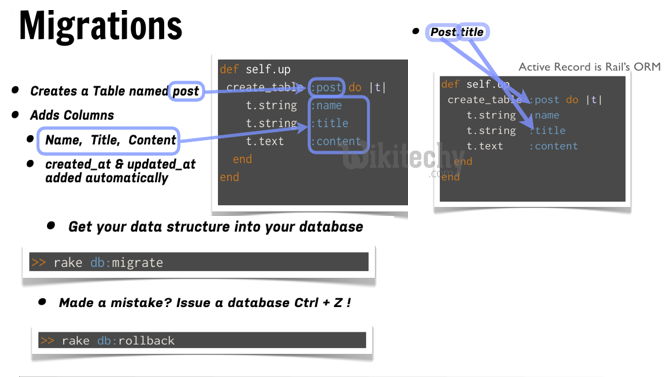 Migrations
• Creates a Table named post
• Adds Columns
• Name, Title, Content
• created_at & updated_at
added automatically
def self.up
create_table :post do |t|
t.string :name
t.string :title
t.text :content
end
end
• Post.title
Active Record is Rail's ORM
def self.up
create_table :post do |t|
t.string :name
t.string :title
t.text :content
end
end
wikitechy
.com
• Get your data structure into your database
>> rake db:migrate
• Made a mistake? Issue a database Ctrl + Z !
>> rake db:rollback